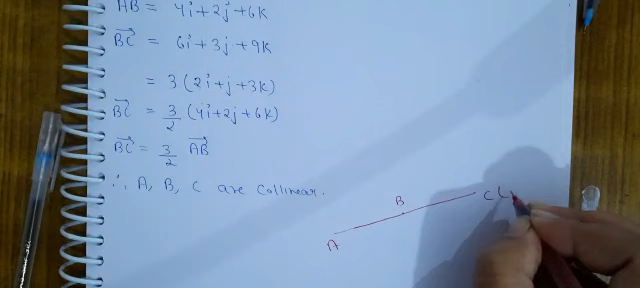 AB = 4i+2j+6k
BC = 6i+3j+9k
= 3(2i+j+3k)
BC = 3/2 (4i+2j+6k)
BC = 3/2 AB
∴ A, B, C are Collinear.
A B C(